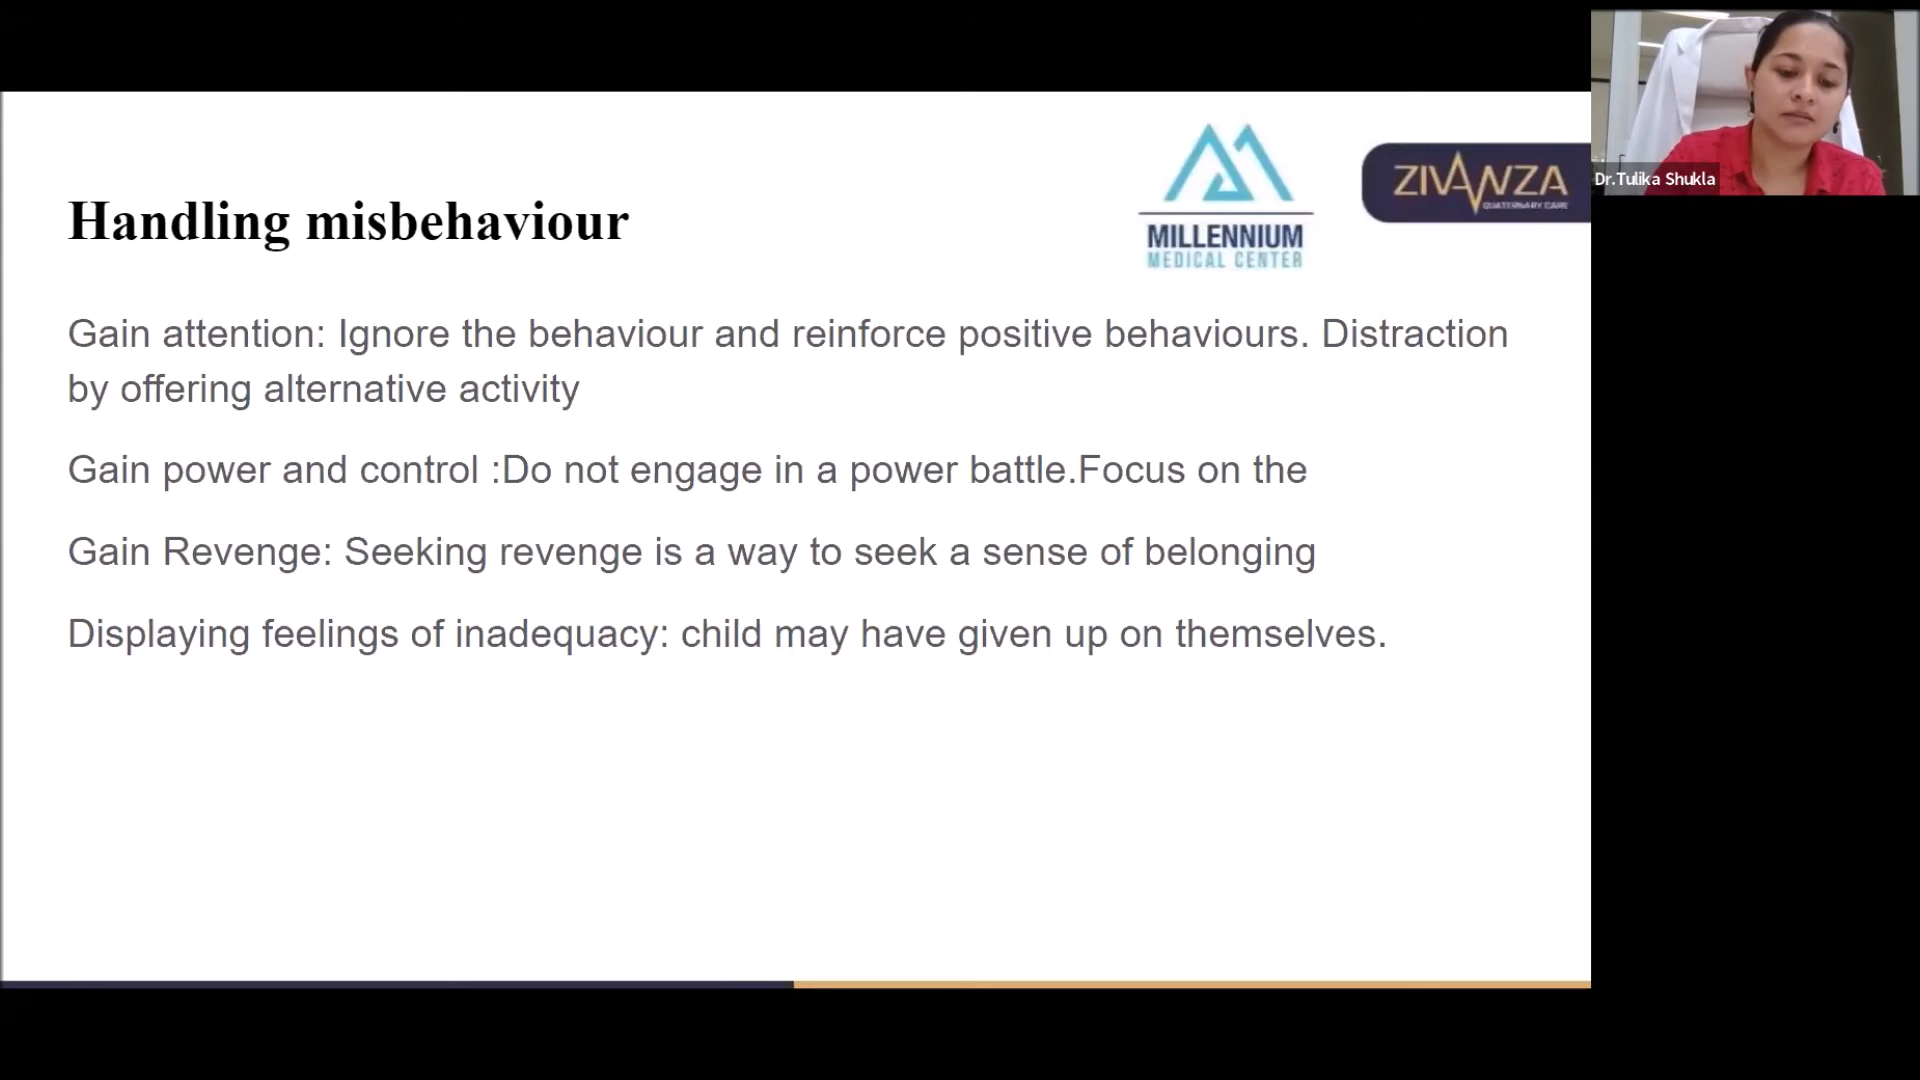 Handling misbehaviour
MILLENNIUM
MEDICAL CENTER
ZIVANZA
QUATERNARY CARE
Dr.Tulika Shukla
Gain attention: Ignore the behaviour and reinforce positive behaviours. Distraction
by offering alternative activity
Gain power and control :Do not engage in a power battle.Focus on the
Gain Revenge: Seeking revenge is a way to seek a sense of belonging
Displaying feelings of inadequacy: child may have given up on themselves.